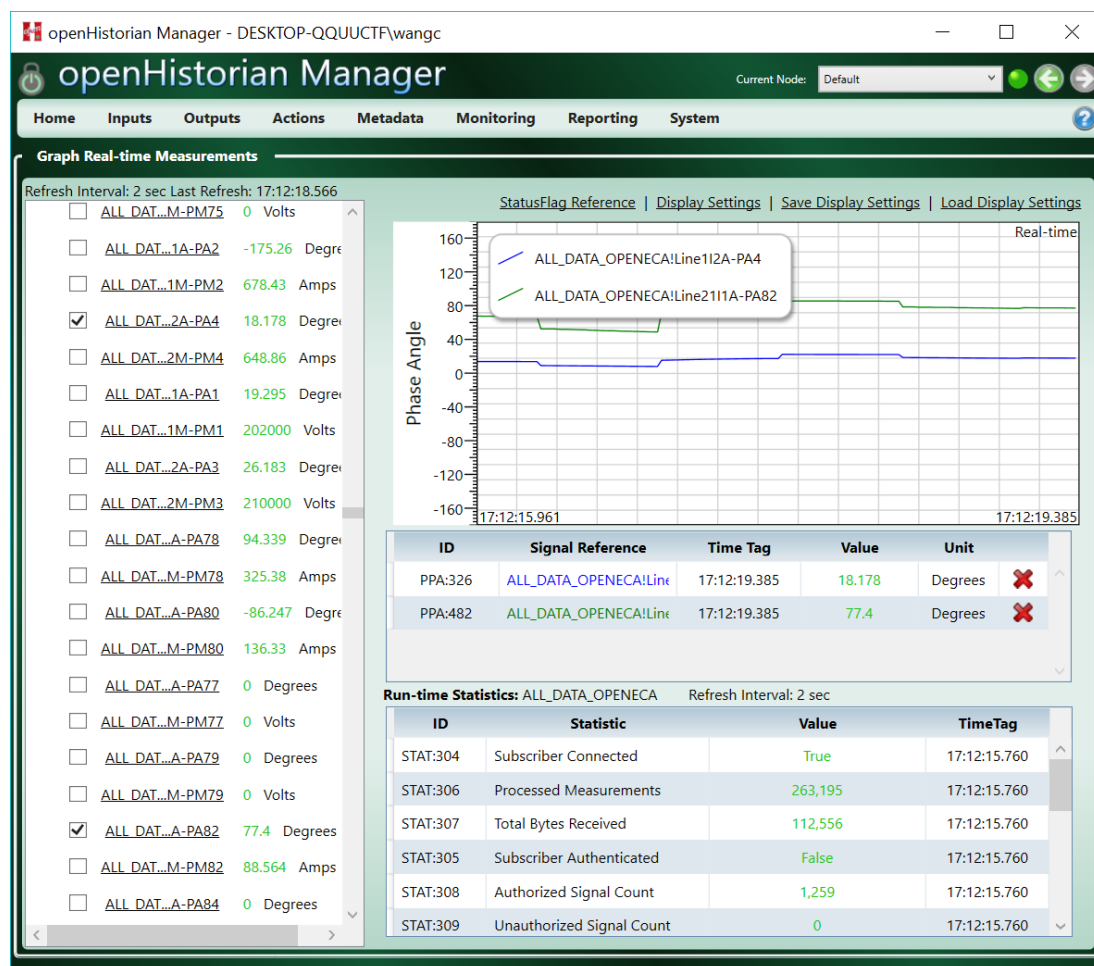 openHistorian Manager - DESKTOP-QQUUCTF\wangc
openHistorian Manager
Current Node: Default
Home Inputs Outputs Actions Metadata Monitoring Reporting System
Graph Real-time Measurements
Refresh Interval: 2 sec Last Refresh: 17:12:18.566
ALL_DAT...M-PM75 0 Volts
ALL_DAT...1A-PA2 -175.26 Degre
ALL_DAT...1M-PM2 678.43 Amps
ALL_DAT...2A-PA4 18.178 Degre
ALL_DAT...2M-PM4 648.86 Amps
ALL_DAT...1A-PA1 19.295 Degre
ALL_DAT...1M-PM1 202000 Volts
ALL_DAT...2A-PA3 26.183 Degre
ALL_DAT...2M-PM3 210000 Volts
ALL_DAT...A-PA78 94.339 Degre
ALL_DAT...M-PM78 325.38 Amps
ALL_DAT...A-PA80 -86.247 Degre
ALL_DAT...M-PM80 136.33 Amps
ALL_DAT...A-PA77 0 Degrees
ALL_DAT...M-PM77 0 Volts
ALL_DAT...A-PA79 0 Degrees
ALL_DAT...M-PM79 0 Volts
ALL_DAT...A-PA82 77.4 Degrees
ALL_DAT...M-PM82 88.564 Amps
ALL_DAT...A-PA84 0 Degrees
StatusFlag Reference | Display Settings | Save Display Settings | Load Display Settings
Real-time
ALL_DATA_OPENECA!Line1I2A-PA4
ALL_DATA_OPENECA!Line21I1A-PA82
Phase Angle
160
120
80
40
0
-40
-80
-120
-160
17:12:15.961 17:12:19.385
ID Signal Reference Time Tag Value Unit
PPA:326 ALL_DATA_OPENECA!Line 17:12:19.385 18.178 Degrees
PPA:482 ALL_DATA_OPENECA!Line 17:12:19.385 77.4 Degrees
Run-time Statistics: ALL_DATA_OPENECA Refresh Interval: 2 sec
ID Statistic Value TimeTag
STAT:304 Subscriber Connected True 17:12:15.760
STAT:306 Processed Measurements 263,195 17:12:15.760
STAT:307 Total Bytes Received 112,556 17:12:15.760
STAT:305 Subscriber Authenticated False 17:12:15.760
STAT:308 Authorized Signal Count 1,259 17:12:15.760
STAT:309 Unauthorized Signal Count 0 17:12:15.760